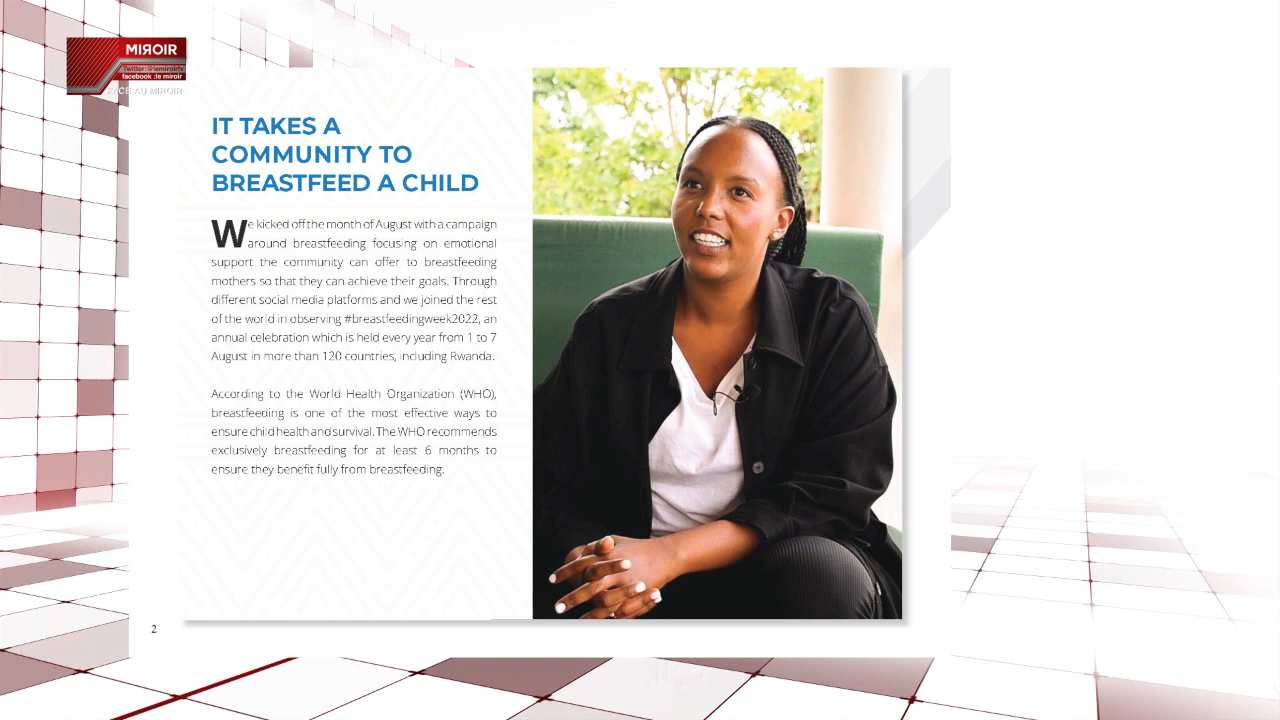 MIЯOIR
Twitter: @lemiroirtv
facebook :le miroir
FACE AU MIROIR
IT TAKES A
COMMUNITY TO
BREASTFEED A CHILD
We kicked off the month of August with a campaign
around breastfeeding focusing on emotional
support the community can offer to breastfeeding
mothers so that they can achieve their goals. Through
different social media platforms and we joined the rest
of the world in observing #breastfeedingweek2022, an
annual celebration which is held every year from 1 to 7
August in more than 120 countries, including Rwanda.
According to the World Health Organization (WHO),
breastfeeding is one of the most effective ways to
ensure child health and survival. The WHO recommends
exclusively breastfeeding for at least 6 months to
ensure they benefit fully from breastfeeding.
2